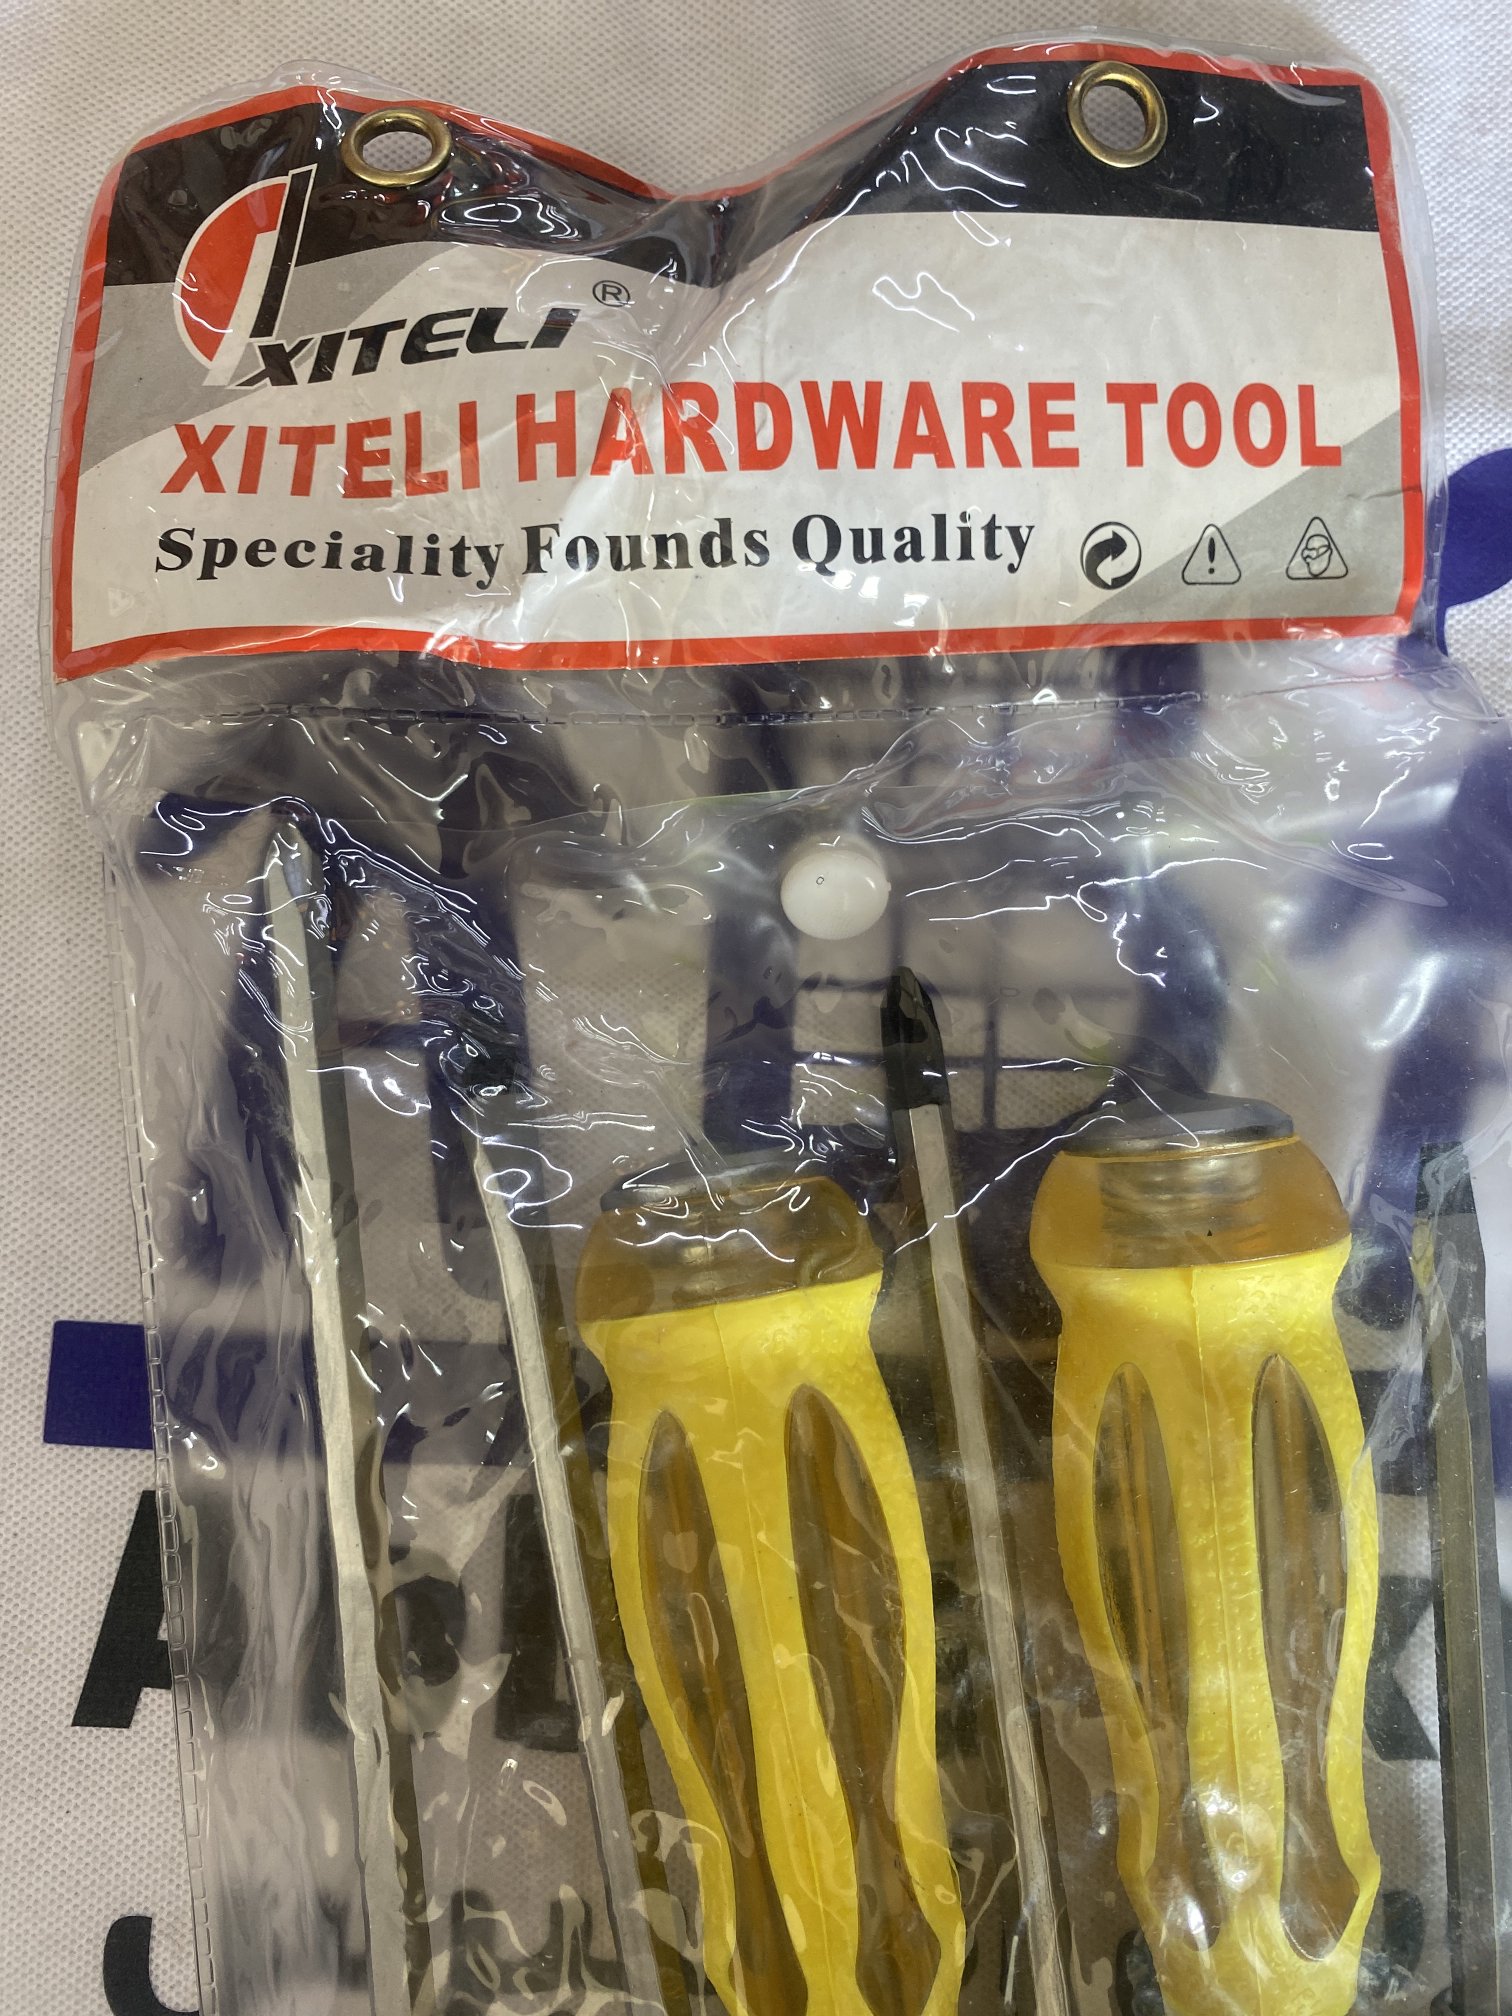 XITELI ®
XITELI HARDWARE TOOL
Speciality Founds Quality